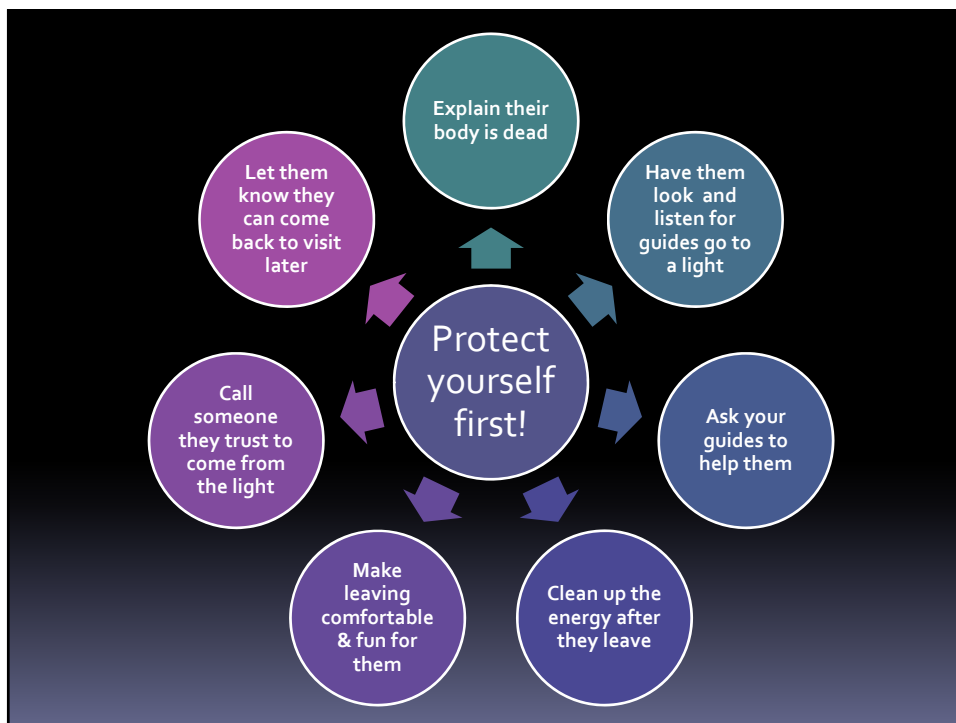 Protect
yourself
first!
Explain their
body is dead
Have them
look and
listen for
guides go to
a light
Ask your
guides to
help them
Clean up the
energy after
they leave
Make
leaving
comfortable
& fun for
them
Call
someone
they trust to
come from
the light
Let them
know they
can come
back to visit
later